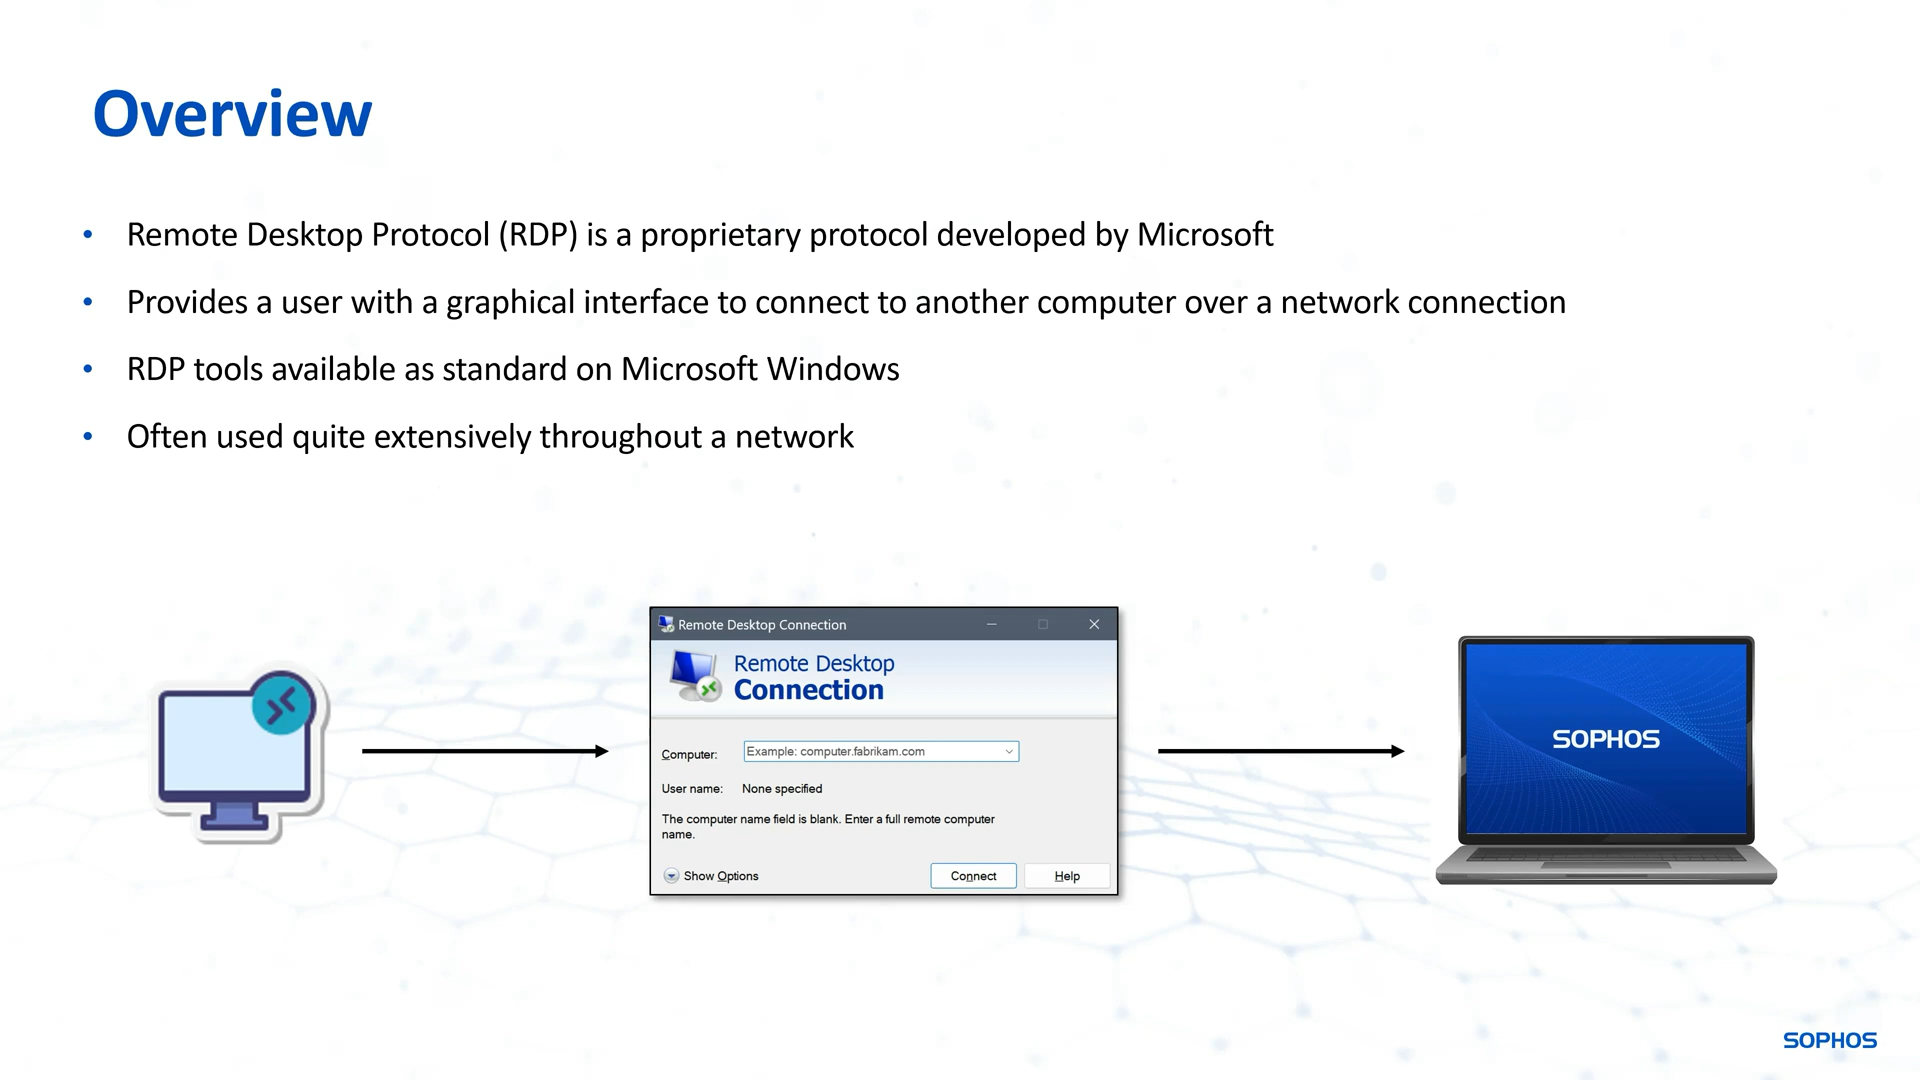 Overview
• Remote Desktop Protocol (RDP) is a proprietary protocol developed by Microsoft
• Provides a user with a graphical interface to connect to another computer over a network connection
• RDP tools available as standard on Microsoft Windows
• Often used quite extensively throughout a network
Remote Desktop Connection
Remote Desktop
Connection
Computer: Example: computer.fabrikam.com
User name: None specified
The computer name field is blank. Enter a full remote computer
name.
Show Options Connect Help
SOPHOS
SOPHOS